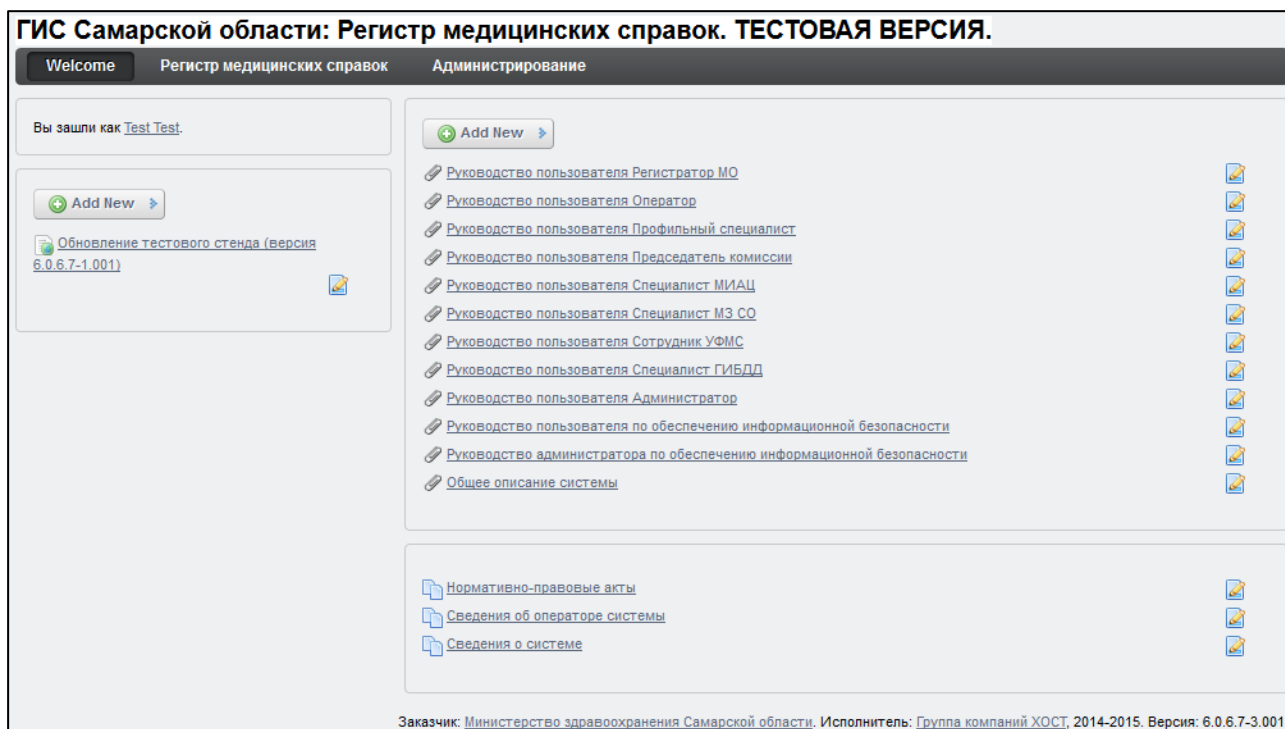 ГИС Самарской области: Регистр медицинских справок. ТЕСТОВАЯ ВЕРСИЯ.
Welcome Регистр медицинских справок Администрирование
Вы зашли как Test Test.
Add New
Обновление тестового стенда (версия
6.0.6.7-1.001)
Add New
Руководство пользователя Регистратор МО
Руководство пользователя Оператор
Руководство пользователя Профильный специалист
Руководство пользователя Председатель комиссии
Руководство пользователя Специалист МИАЦ
Руководство пользователя Специалист МЗ СО
Руководство пользователя Сотрудник УФМС
Руководство пользователя Специалист ГИБДД
Руководство пользователя Администратор
Руководство пользователя по обеспечению информационной безопасности
Руководство администратора по обеспечению информационной безопасности
Общее описание системы
Нормативно-правовые акты
Сведения об операторе системы
Сведения о системе
Заказчик: Министерство здравоохранения Самарской области. Исполнитель: Группа компаний ХОСТ, 2014-2015. Версия: 6.0.6.7-3.001